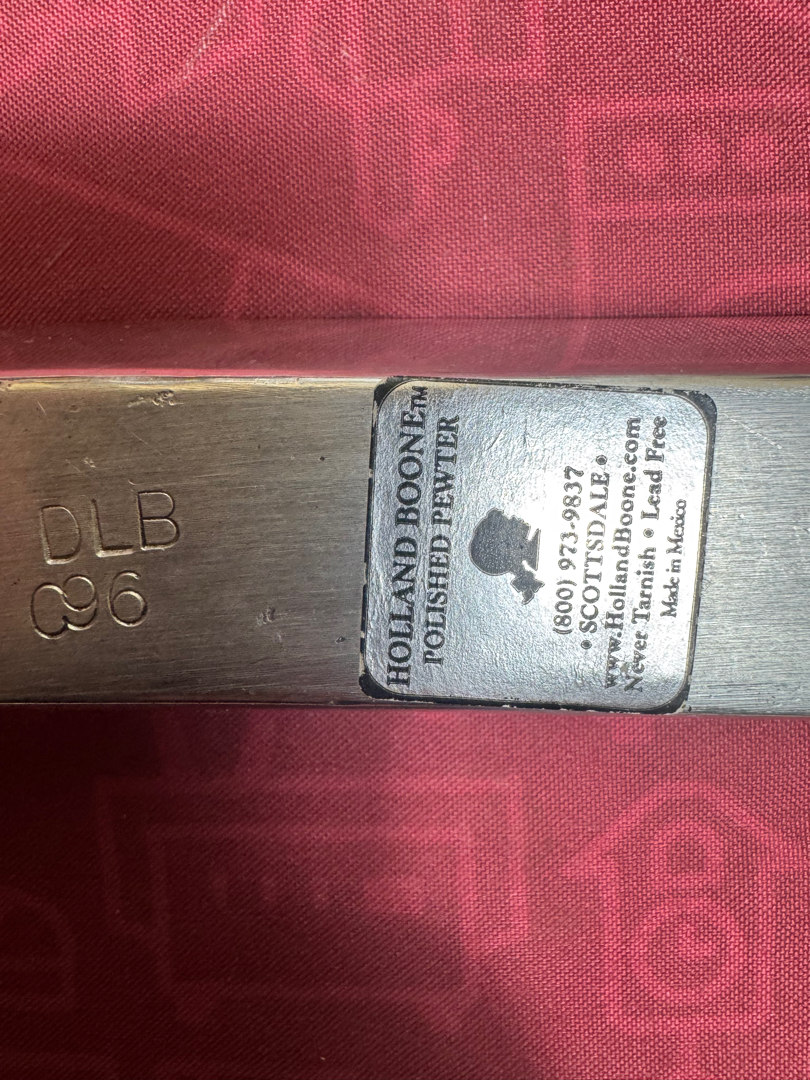 DLB
896
HOLLAND BOONE™
POLISHED PEWTER
(800) 973-9837
• SCOTTSDALE •
www.HollandBoone.com
Never Tarnish • Lead Free
Made in Mexico